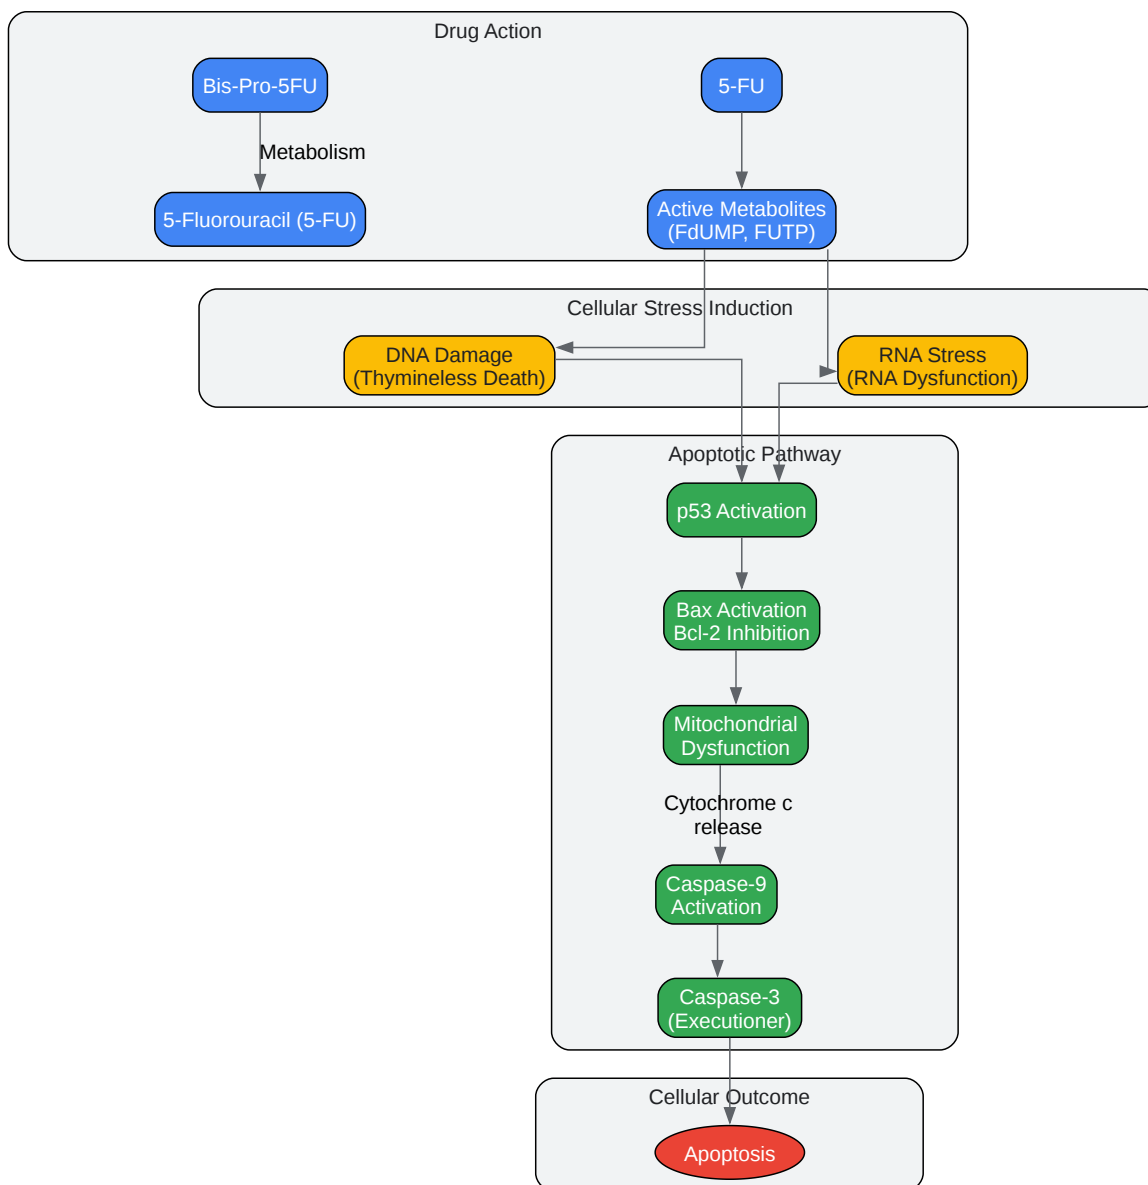 Drug Action
Bis-Pro-5FU
5-FU
Metabolism
5-Fluorouracil (5-FU)
Active Metabolites
(FdUMP, FUTP)
Cellular Stress Induction
DNA Damage
(Thymineless Death)
RNA Stress
(RNA Dysfunction)
Apoptotic Pathway
p53 Activation
Bax Activation
Bcl-2 Inhibition
Mitochondrial
Dysfunction
Cytochrome c
release
Caspase-9
Activation
Caspase-3
(Executioner)
Cellular Outcome
Apoptosis